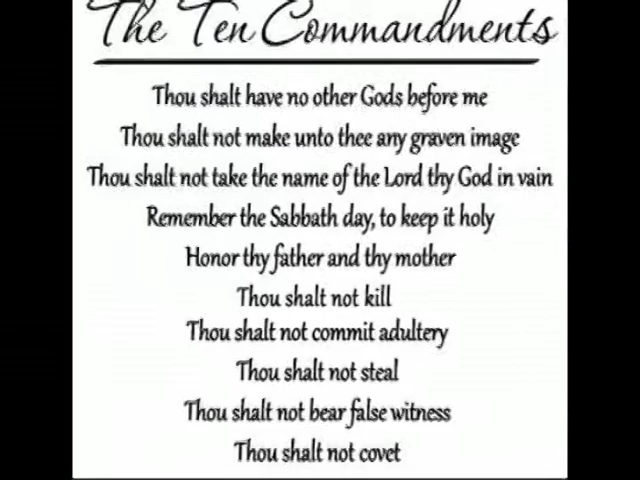 The Ten Commandments
Thou shalt have no other Gods before me
Thou shalt not make unto thee any graven image
Thou shalt not take the name of the Lord thy God in vain
Remember the Sabbath day, to keep it holy
Honor thy father and thy mother
Thou shalt not kill
Thou shalt not commit adultery
Thou shalt not steal
Thou shalt not bear false witness
Thou shalt not covet